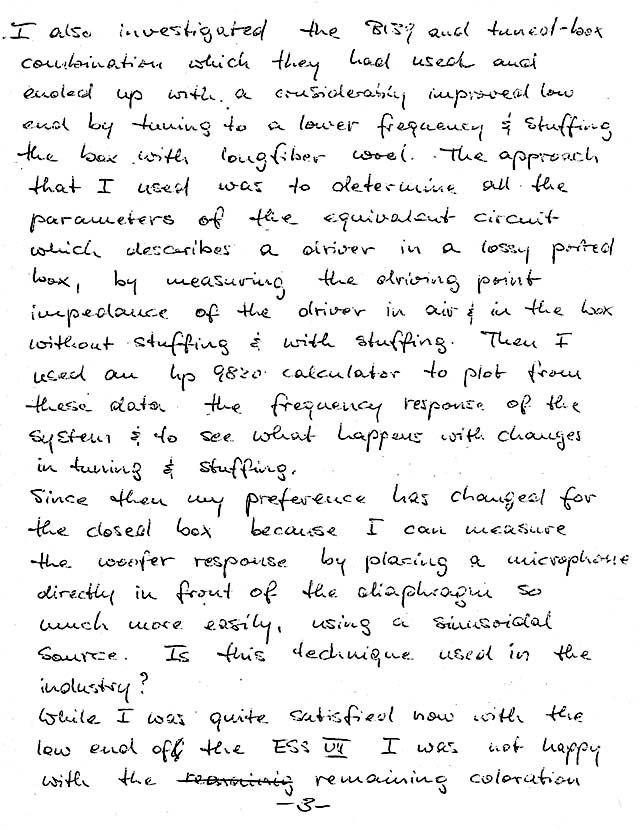 I also investigated the B139 and tuned-box
combination which they had used and
ended up with a considerably improved low
end by tuning to a lower frequency & stuffing
the box with longfiber wool. The approach
that I used was to determine all the
parameters of the equivalent circuit
which describes a driver in a lossy ported
box, by measuring the driving point
impedance of the driver in air & in the box
without stuffing & with stuffing. Then I
used an hp 9820 calculator to plot from
these data the frequency response of the
system & to see what happens with changes
in tuning & stuffing.
Since then my preference has changed for
the closed box because I can measure
the woofer response by placing a microphone
directly in front of the diaphragm so
much more easily, using a sinusoidal
source. Is this technique used in the
industry?
While I was quite satisfied now with the
low end of the ESS VII I was not happy
with the remaining coloration
-3-